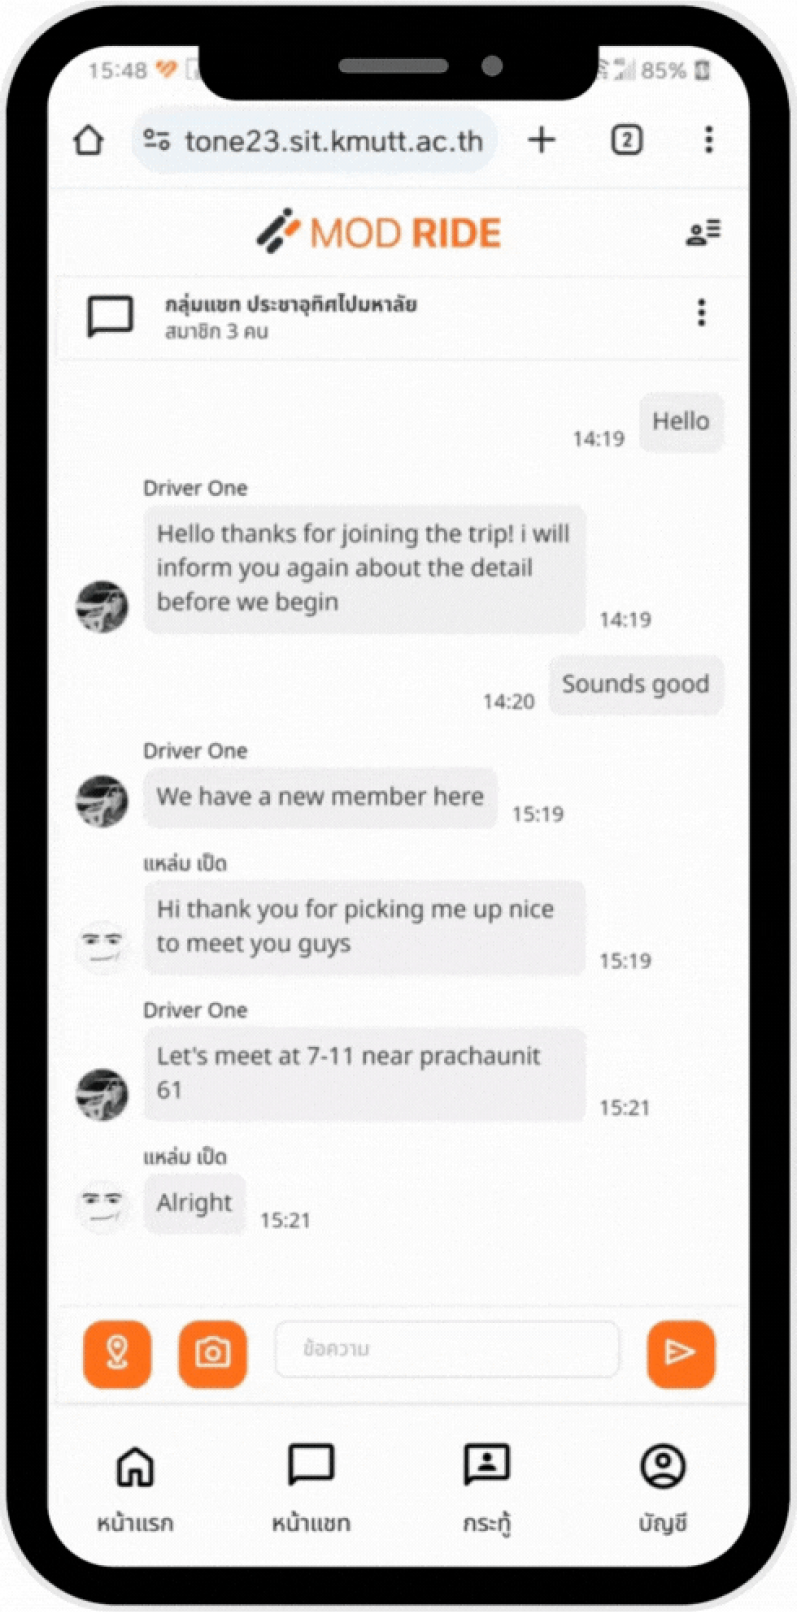 15:48
85%
tone23.sit.kmutt.ac.th
2
MOD RIDE
กลุ่มแชท ประชาอุทิศไปมหาลัย
สมาชิก 3 คน
Hello
14:19
Driver One
Hello thanks for joining the trip! i will
inform you again about the detail
before we begin
14:19
Sounds good
14:20
Driver One
We have a new member here
15:19
แหล่ม เป็ด
Hi thank you for picking me up nice
to meet you guys
15:19
Driver One
Let's meet at 7-11 near prachaunit
61
15:21
แหล่ม เป็ด
Alright
15:21
ข้อความ
หน้าแรก
หน้าแชท
กระทู้
บัญชี